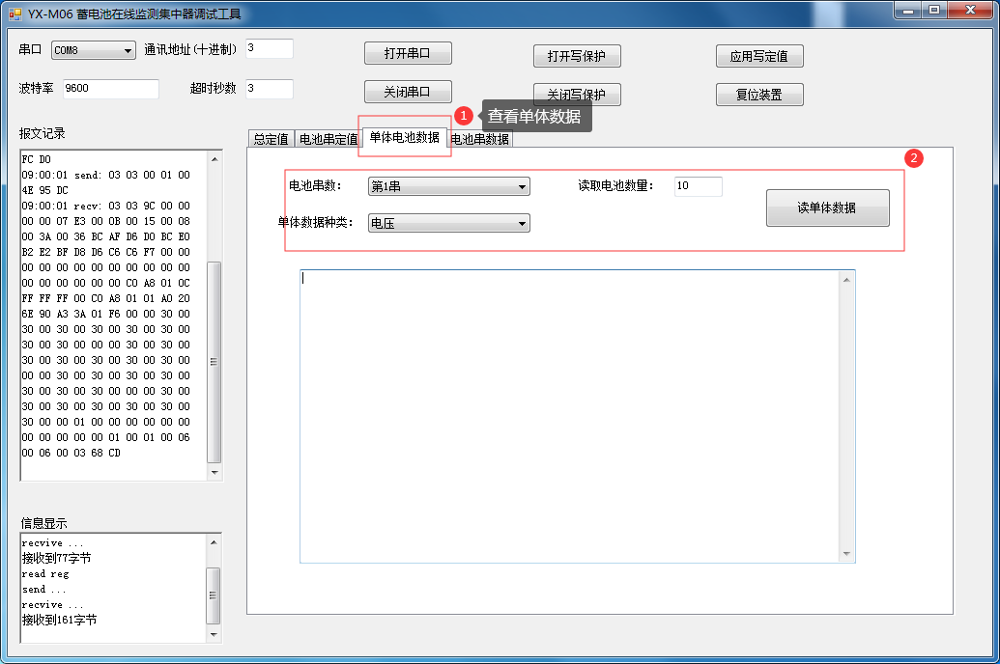 YX-M06 蓄电池在线监测集中器调试工具
串口 COM8 通讯地址(十进制) 3 打开串口 打开写保护 应用写定值
波特率 9600 超时秒数 3 关闭串口 关闭写保护 复位装置
1 查看单体数据
报文记录
总定值 电池串定值 单体电池数据 电池串数据
2
FC D0
09:00:01 send: 03 03 00 01 00
4E 95 DC
09:00:01 recv: 03 03 9C 00 00
00 00 07 E3 00 0B 00 15 00 08
00 3A 00 36 BC AF D6 D0 BC E0
B2 E2 BF D8 D6 C6 C6 F7 00 00
00 00 00 00 00 00 00 00 00 00
00 00 00 00 00 00 C0 A8 01 0C
FF FF FF 00 C0 A8 01 01 A0 20
6E 90 A3 3A 01 F6 00 00 30 00
30 00 30 00 30 00 30 00 30 00
30 00 30 00 00 00 30 00 30 00
30 00 30 00 30 00 30 00 30 00
00 00 30 00 30 00 30 00 30 00
30 00 30 00 30 00 00 00 30 00
30 00 30 00 30 00 30 00 30 00
30 00 00 01 00 00 00 00 00 00
00 00 00 00 00 01 00 01 00 06
00 06 00 03 68 CD
电池串数: 第1串 读取电池数量: 10 读单体数据
单体数据种类: 电压
信息显示
recvive ...
接收到77字节
read reg
send ...
recvive ...
接收到161字节